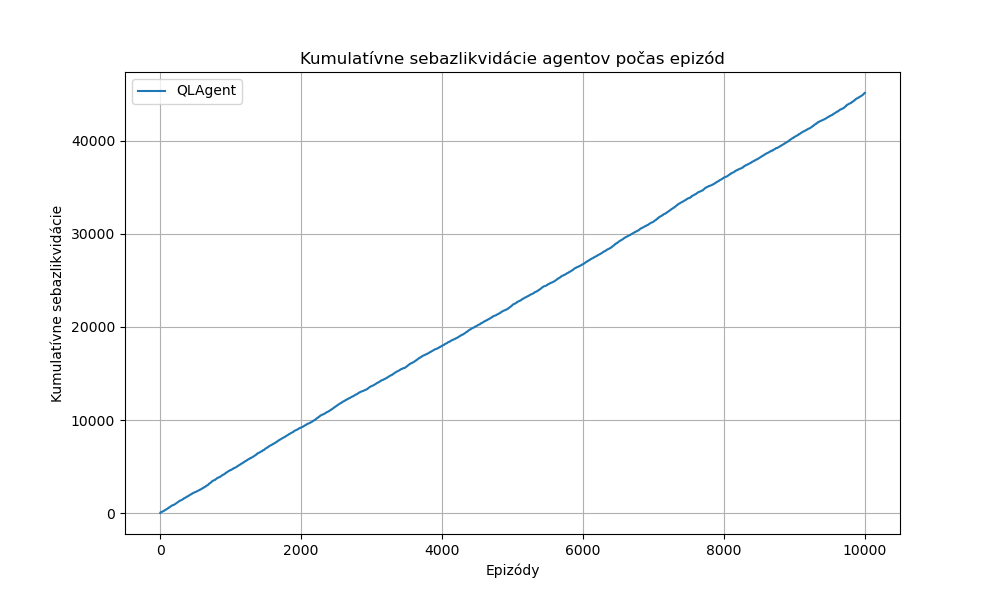 Kumulatívne sebazlikvidácie agentov počas epizód
QLAgent
Kumulatívne sebazlikvidácie
40000
30000
20000
10000
0
0 2000 4000 6000 8000 10000
Epizódy